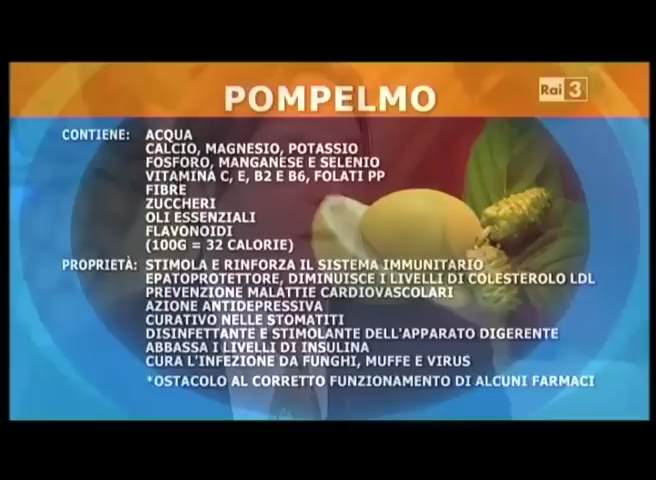 POMPELMO
Rai 3
CONTIENE: ACQUA
CALCIO, MAGNESIO, POTASSIO
FOSFORO, MANGANESE E SELENIO
VITAMINA C, E, B2 E B6, FOLATI PP
FIBRE
ZUCCHERI
OLI ESSENZIALI
FLAVONOIDI
(100G = 32 CALORIE)
PROPRIETÀ: STIMOLA E RINFORZA IL SISTEMA IMMUNITARIO
EPATOPROTETTORE, DIMINUISCE I LIVELLI DI COLESTEROLO LDL
PREVENZIONE MALATTIE CARDIOVASCOLARI
AZIONE ANTIDEPRESSIVA
CURATIVO NELLE STOMATITI
DISINFETTANTE E STIMOLANTE DELL'APPARATO DIGERENTE
ABBASSA I LIVELLI DI INSULINA
CURA L'INFEZIONE DA FUNGHI, MUFFE E VIRUS
*OSTACOLO AL CORRETTO FUNZIONAMENTO DI ALCUNI FARMACI